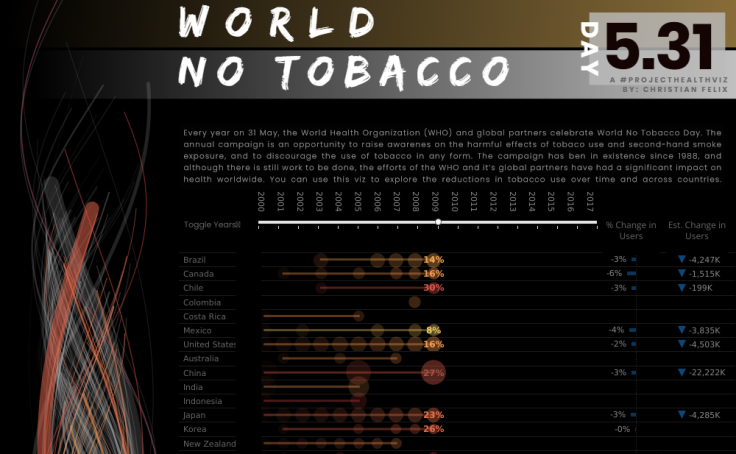 WORLD
NO TOBACCO
DAY
5.31
A #PROJECTHEALTHVIZ
BY: CHRISTIAN FELIX
Every year on 31 May, the World Health Organization (WHO) and global partners celebrate World No Tobacco Day. The
annual campaign is an opportunity to raise awarenes on the harmful effects of tobaco use and second-hand smoke
exposure, and to discourage the use of tobacco in any form. The campaign has ben in existence since 1988, and
although there is still work to be done, the efforts of the WHO and it's global partners have had a significant impact on
health worldwide. You can use this viz to explore the reductions in tobacco use over time and across countries.
2000 2001 2002 2003 2004 2005 2006 2007 2008 2009 2010 2011 2012 2013 2014 2015 2016 2017
Toggle Years
% Change in
Users
Est. Change in
Users
Brazil 14% -3% ▼ -4,247K
Canada 16% -6% ▼ -1,515K
Chile 30% -3% ▼ -199K
Colombia
Costa Rica
Mexico 8% -4% ▼ -3,835K
United States 16% -2% ▼ -4,503K
Australia
China 27% -3% ▼ -22,222K
India
Indonesia
Japan 23% -3% ▼ -4,285K
Korea 26% -0%
New Zealand